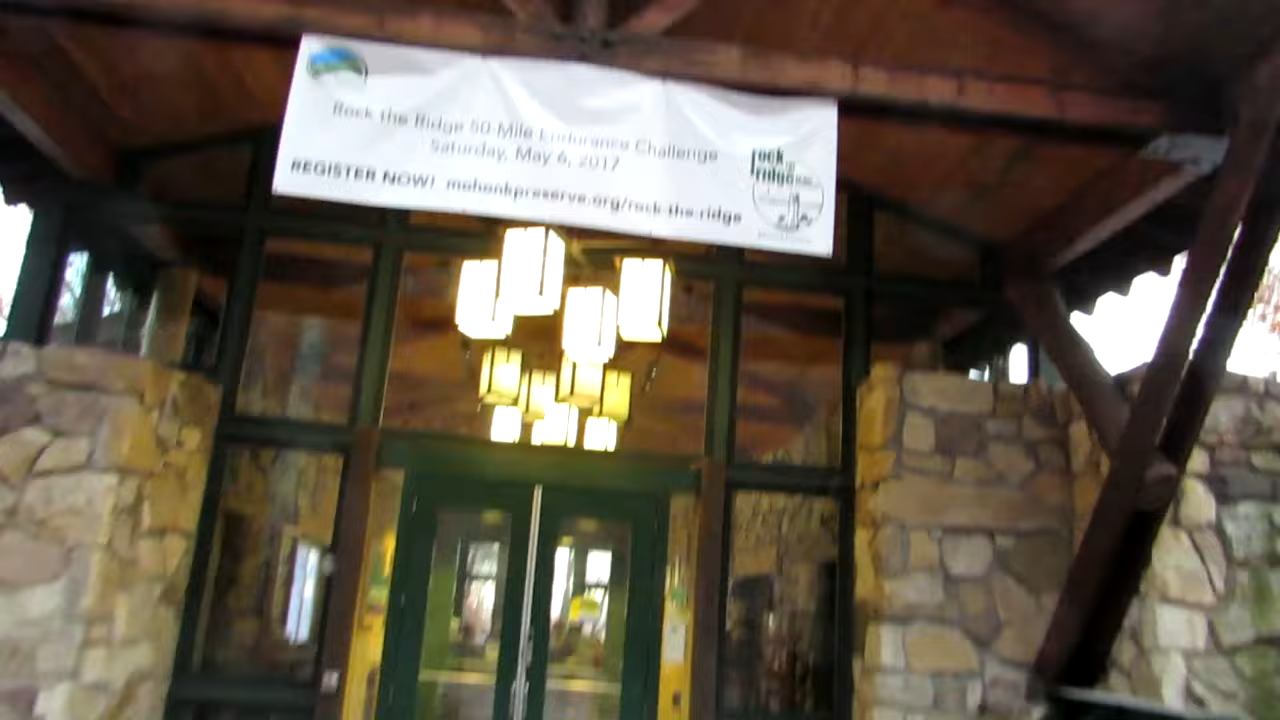 Rock the Ridge 50-Mile Endurance Challenge
Saturday, May 6, 2017
REGISTER NOW! mohonkpreserve.org/rock-the-ridge
rock
the
ridge